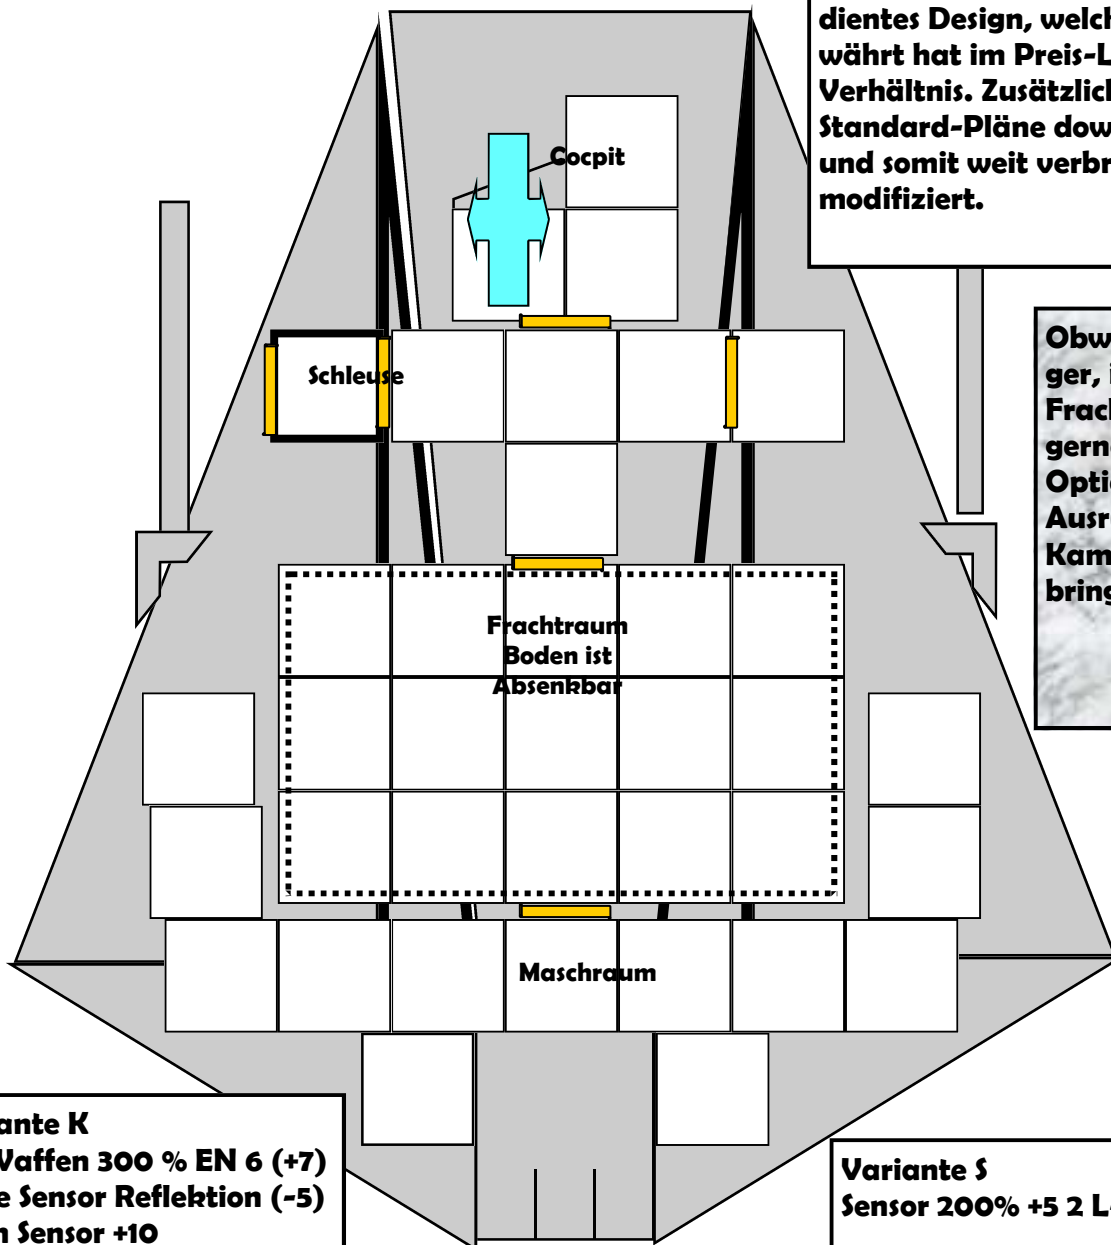 dientes Design, welch
währt hat im Preis-L
Verhältnis. Zusätzlich
Standard-Pläne dow
und somit weit verbr
modifiziert.
Cocpit
Obw
ger, i
Frach
gern
Optio
Ausr
Kam
bring
Schleuse
Frachtraum
Boden ist
Absenkbar
Maschraum
ante K
Waffen 300 % EN 6 (+7)
e Sensor Reflektion (-5)
n Sensor +10
Variante S
Sensor 200% +5 2 L